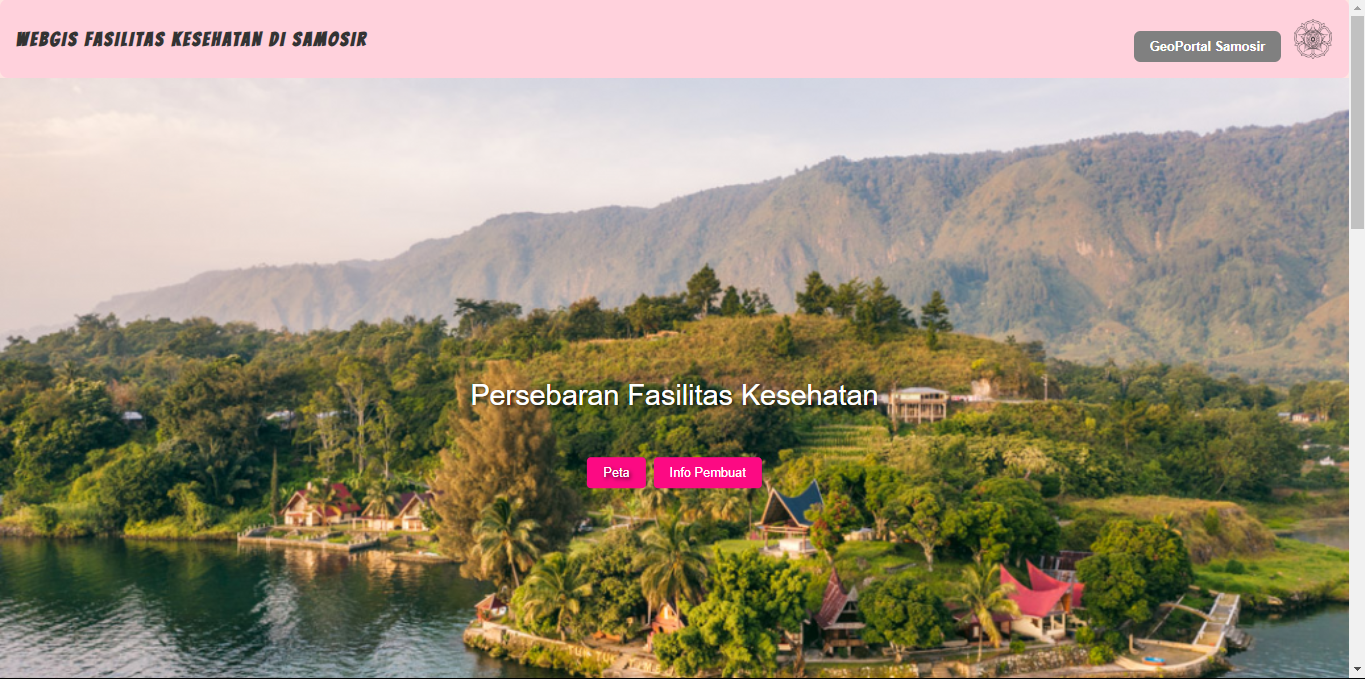 WEBGIS FASILITAS KESEHATAN DI SAMOSIR
GeoPortal Samosir
Persebaran Fasilitas Kesehatan
Peta
Info Pembuat